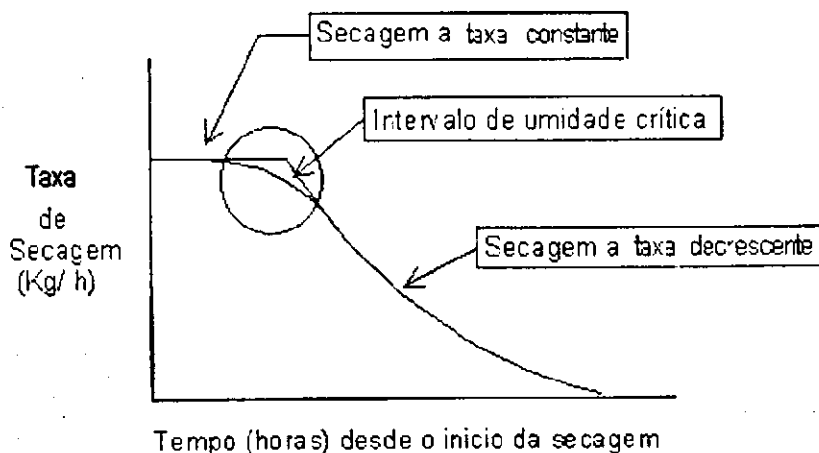 Secagem a taxa constante
Intervalo de umidade crítica
Taxa
de
Secagem
(Kg/ h)
Secagem a taxa decrescente
Tempo (horas) desde o inicio da secagem